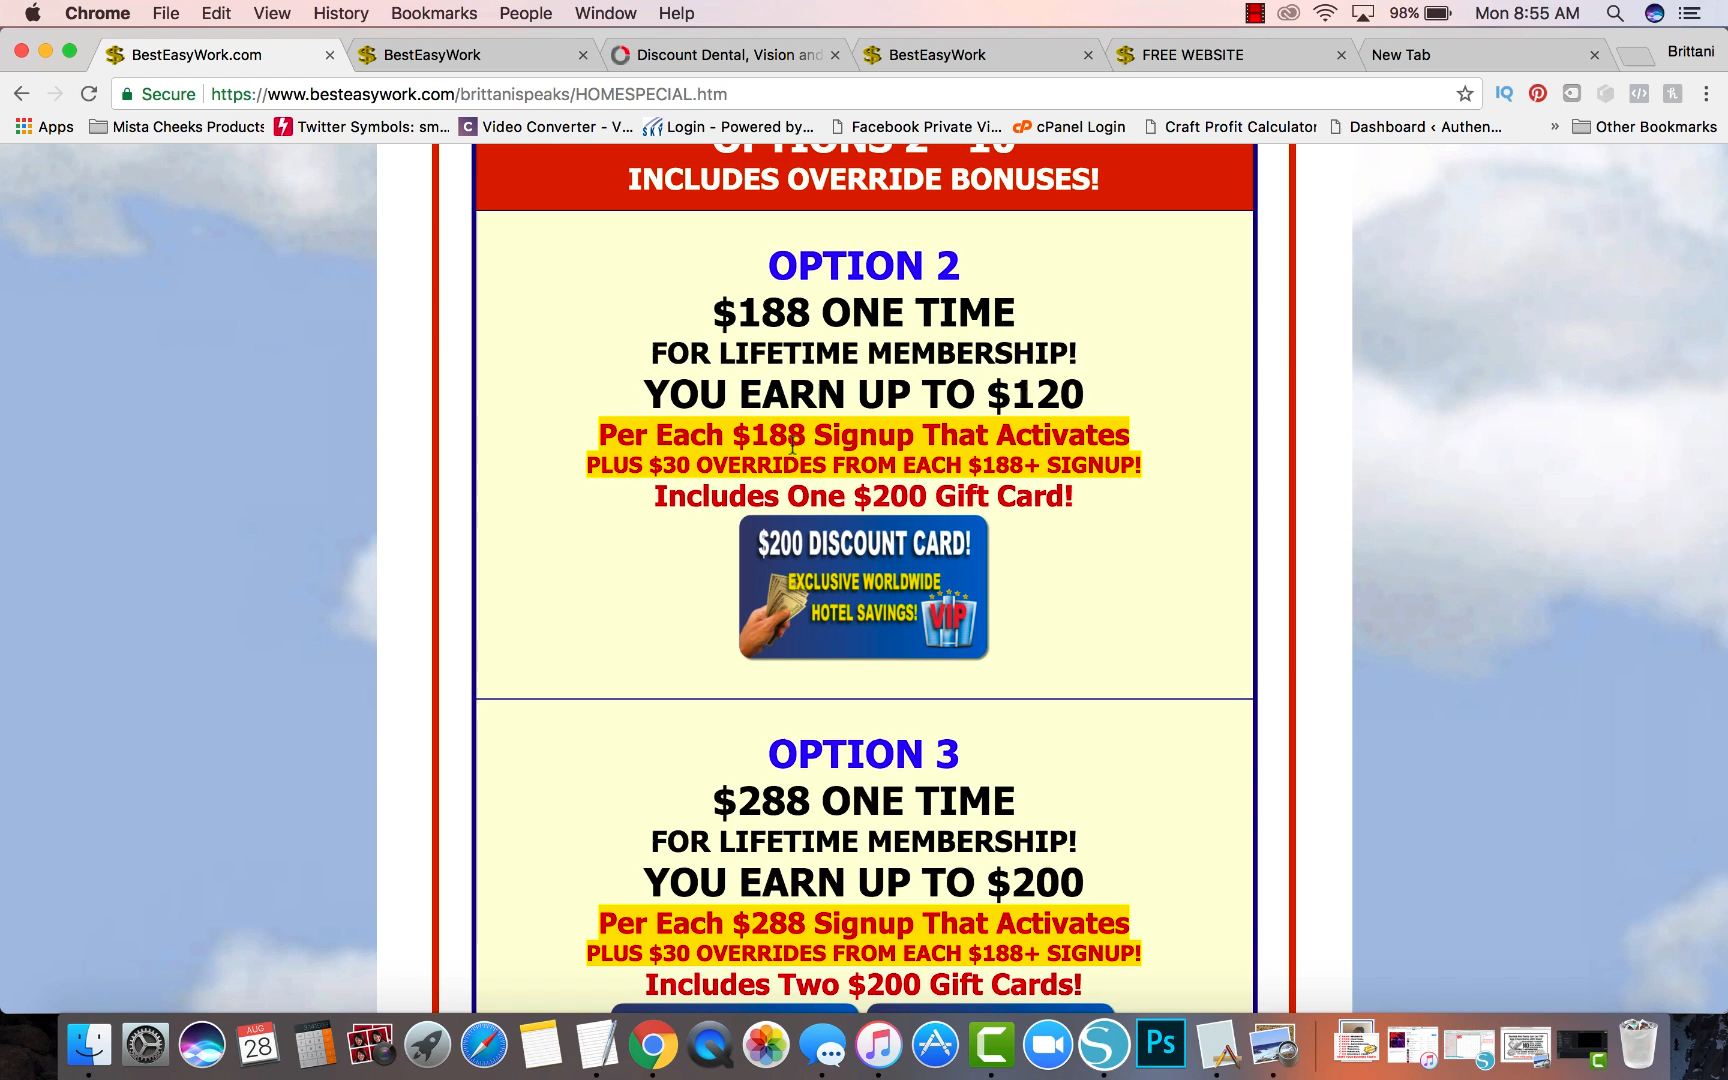 Chrome File Edit View History Bookmarks People Window Help 98% Mon 8:55 AM
BestEasyWork.com BestEasyWork Discount Dental, Vision and BestEasyWork FREE WEBSITE New Tab Brittani
Secure https://www.besteasywork.com/brittanispeaks/HOMESPECIAL.htm IQ
Apps Mista Cheeks Products Twitter Symbols: sm... Video Converter - V... Login - Powered by... Facebook Private Vi... cPanel Login Craft Profit Calculator Dashboard ‹ Authen... » Other Bookmarks
OPTIONS 2 - 10
INCLUDES OVERRIDE BONUSES!
OPTION 2
$188 ONE TIME
FOR LIFETIME MEMBERSHIP!
YOU EARN UP TO $120
Per Each $188 Signup That Activates
PLUS $30 OVERRIDES FROM EACH $188+ SIGNUP!
Includes One $200 Gift Card!
$200 DISCOUNT CARD!
EXCLUSIVE WORLDWIDE
HOTEL SAVINGS!
VIP
OPTION 3
$288 ONE TIME
FOR LIFETIME MEMBERSHIP!
YOU EARN UP TO $200
Per Each $288 Signup That Activates
PLUS $30 OVERRIDES FROM EACH $188+ SIGNUP!
Includes Two $200 Gift Cards!
AUG
28
Ps